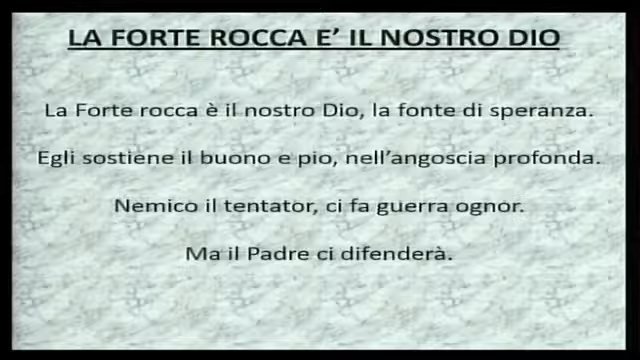 LA FORTE ROCCA E’ IL NOSTRO DIO
La Forte rocca è il nostro Dio, la fonte di speranza.
Egli sostiene il buono e pio, nell’angoscia profonda.
Nemico il tentator, ci fa guerra ognor.
Ma il Padre ci difenderà.